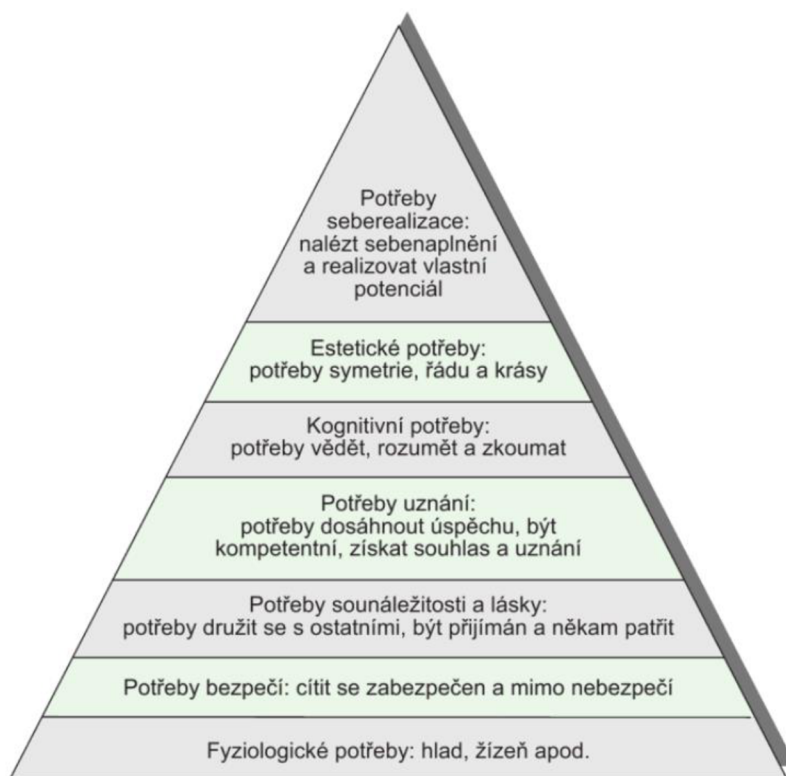 Potřeby
seberealizace:
nalézt sebenaplnění
a realizovat vlastní
potenciál
Estetické potřeby:
potřeby symetrie, řádu a krásy
Kognitivní potřeby:
potřeby vědět, rozumět a zkoumat
Potřeby uznání:
potřeby dosáhnout úspěchu, být
kompetentní, získat souhlas a uznání
Potřeby sounáležitosti a lásky:
potřeby družit se s ostatními, být přijímán a někam patřit
Potřeby bezpečí: cítit se zabezpečen a mimo nebezpečí
Fyziologické potřeby: hlad, žízeň apod.